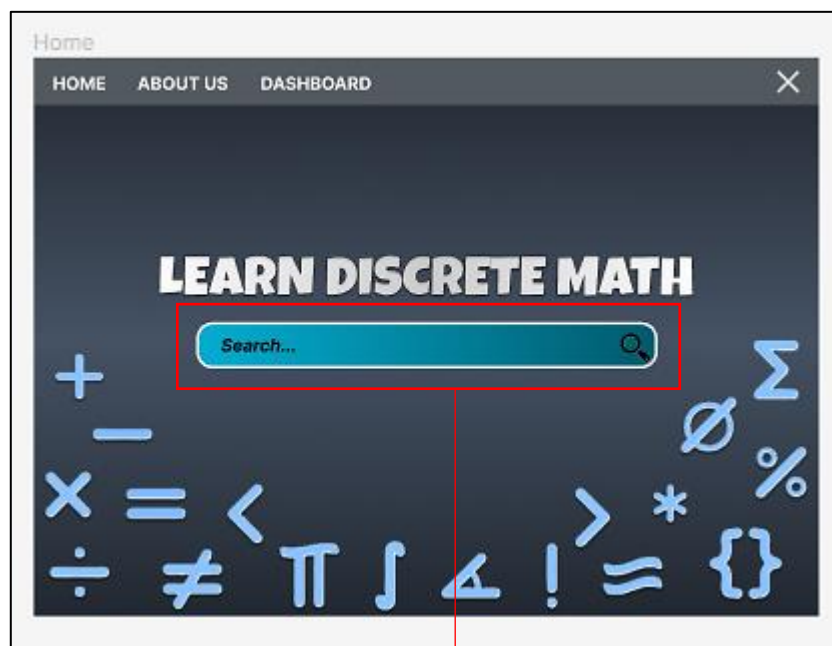 Home
HOME ABOUT US DASHBOARD
LEARN DISCRETE MATH
Search...
+ Σ
− ∅
× = < > * %
÷ ≠ π ∫ ∡ ! ≈ {}